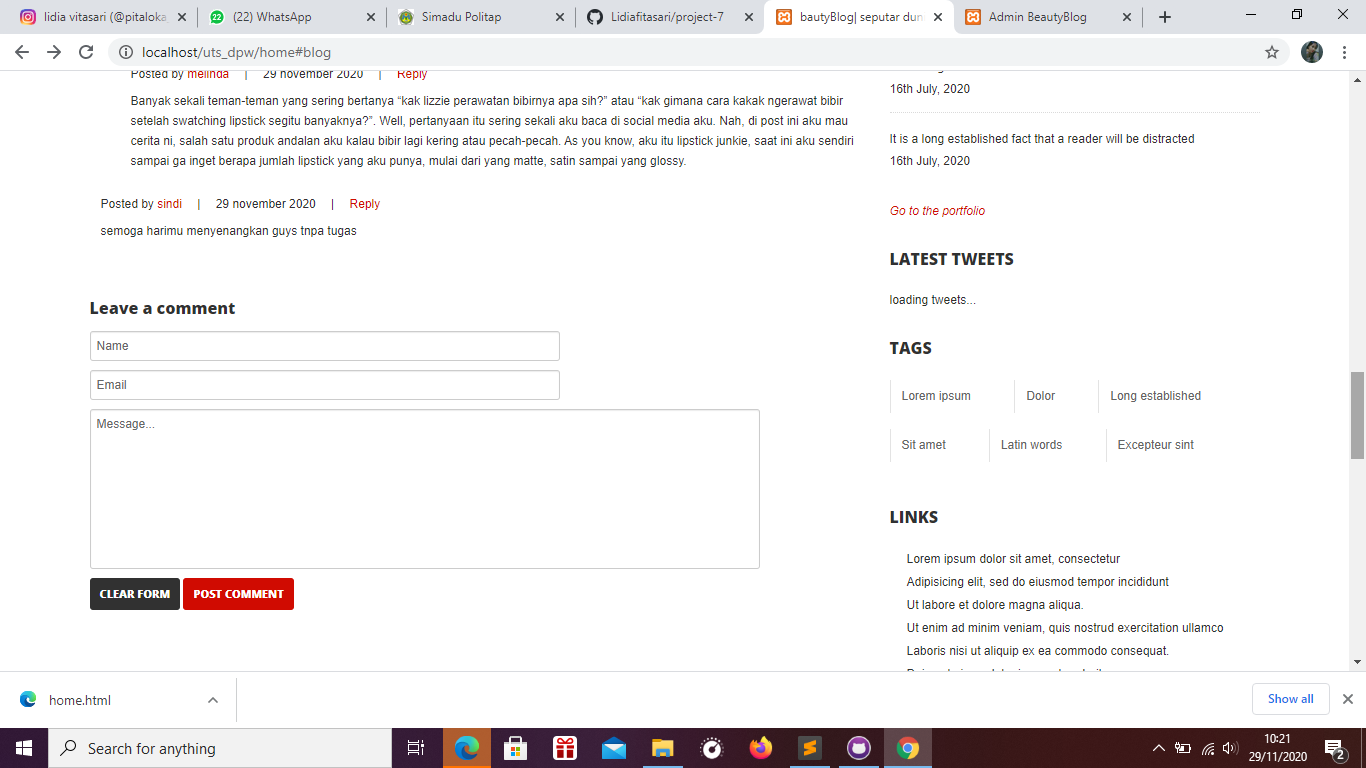 lidia vitasari (@pitaloka
(22) WhatsApp
Simadu Politap
Lidiafitasari/project-7
bautyBlog| seputar dun
Admin BeautyBlog
localhost/uts_dpw/home#blog
Posted by melinda | 29 november 2020 | Reply
Banyak sekali teman-teman yang sering bertanya “kak lizzie perawatan bibirnya apa sih?” atau “kak gimana cara kakak ngerawat bibir
setelah swatching lipstick segitu banyaknya?”. Well, pertanyaan itu sering sekali aku baca di social media aku. Nah, di post ini aku mau
cerita ni, salah satu produk andalan aku kalau bibir lagi kering atau pecah-pecah. As you know, aku itu lipstick junkie, saat ini aku sendiri
sampai ga inget berapa jumlah lipstick yang aku punya, mulai dari yang matte, satin sampai yang glossy.
Posted by sindi | 29 november 2020 | Reply
semoga harimu menyenangkan guys tnpa tugas
Leave a comment
Name
Email
Message...
CLEAR FORM
POST COMMENT
16th July, 2020
It is a long established fact that a reader will be distracted
16th July, 2020
Go to the portfolio
LATEST TWEETS
loading tweets...
TAGS
Lorem ipsum
Dolor
Long established
Sit amet
Latin words
Excepteur sint
LINKS
Lorem ipsum dolor sit amet, consectetur
Adipisicing elit, sed do eiusmod tempor incididunt
Ut labore et dolore magna aliqua.
Ut enim ad minim veniam, quis nostrud exercitation ullamco
Laboris nisi ut aliquip ex ea commodo consequat.
home.html
Show all
Search for anything
10:21
29/11/2020
2